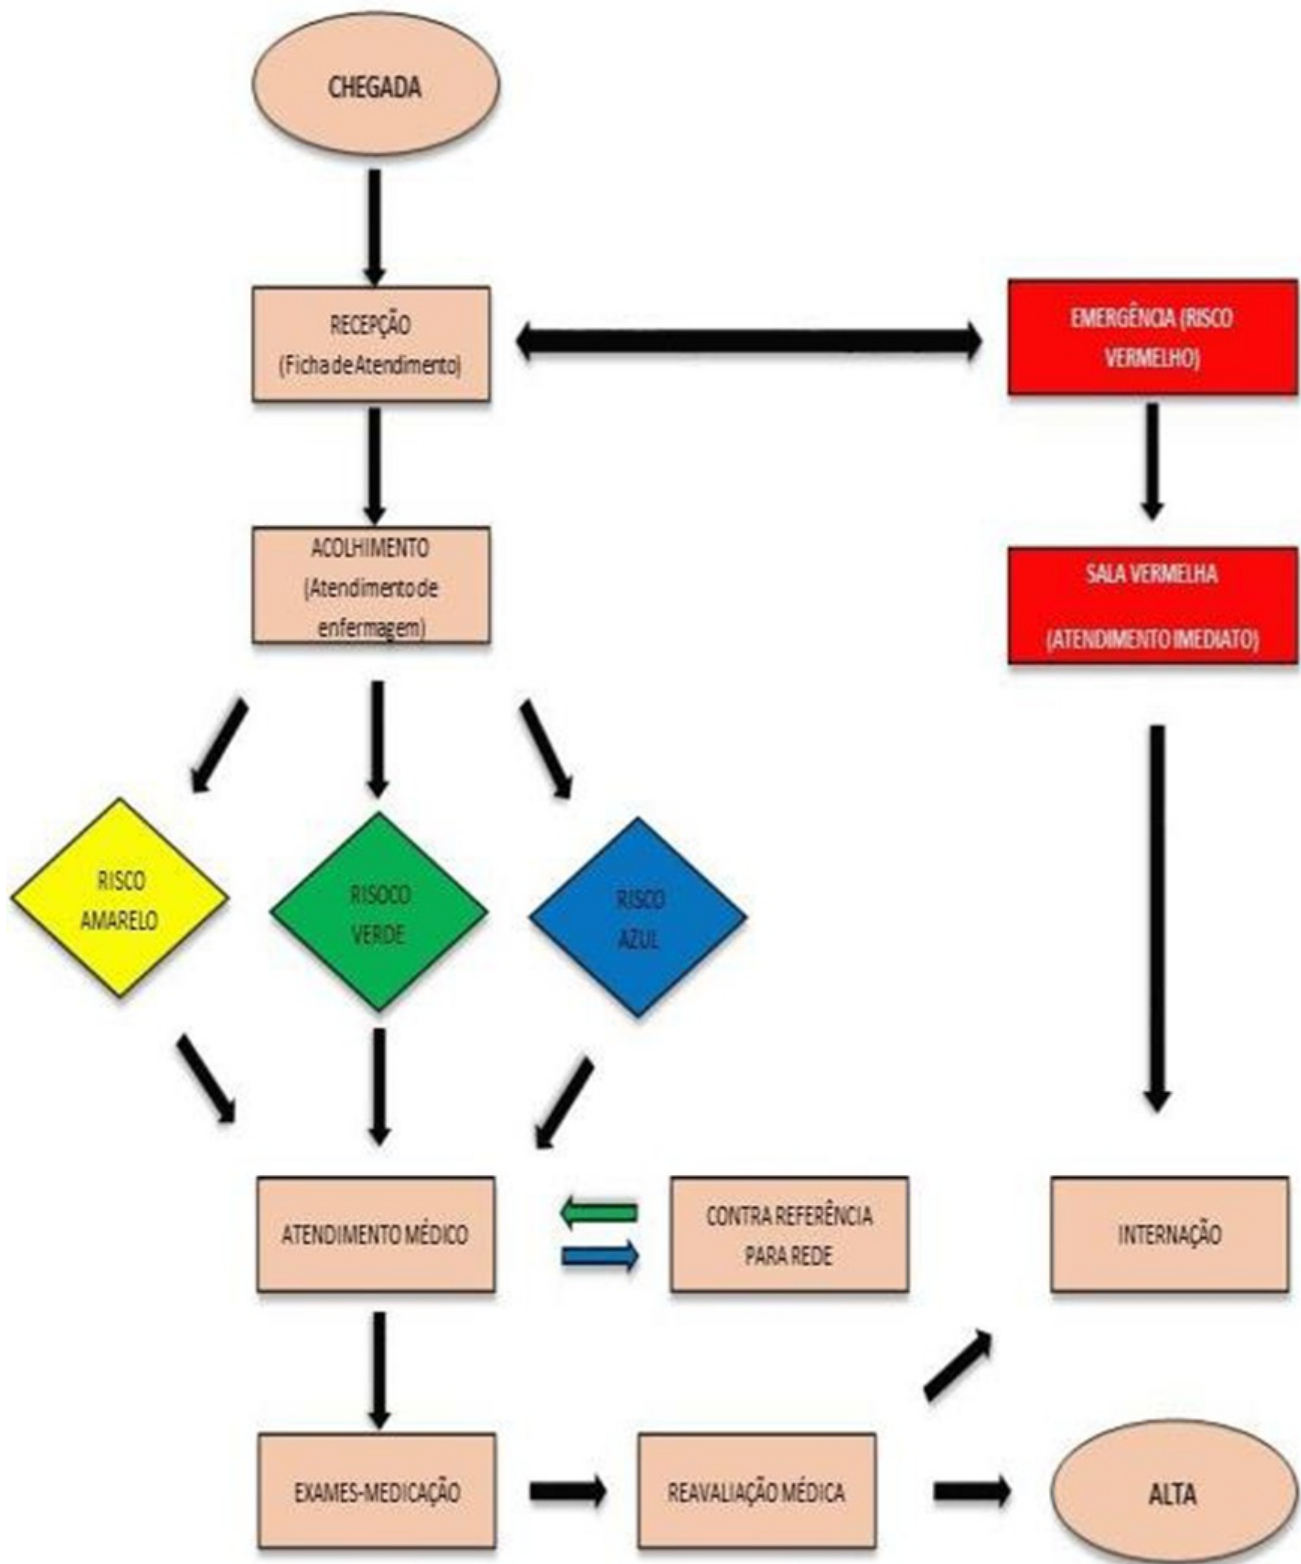 CHEGADA
RECEPÇÃO
(Ficha de Atendimento)
EMERGÊNCIA (RISCO
VERMELHO)
ACOLHIMENTO
(Atendimento de
enfermagem)
SALA VERMELHA
(ATENDIMENTO IMEDIATO)
RISCO
AMARELO
RISOCO
VERDE
RISCO
AZUL
ATENDIMENTO MÉDICO
CONTRA REFERÊNCIA
PARA REDE
INTERNAÇÃO
EXAMES-MEDICAÇÃO
REAVALIAÇÃO MÉDICA
ALTA